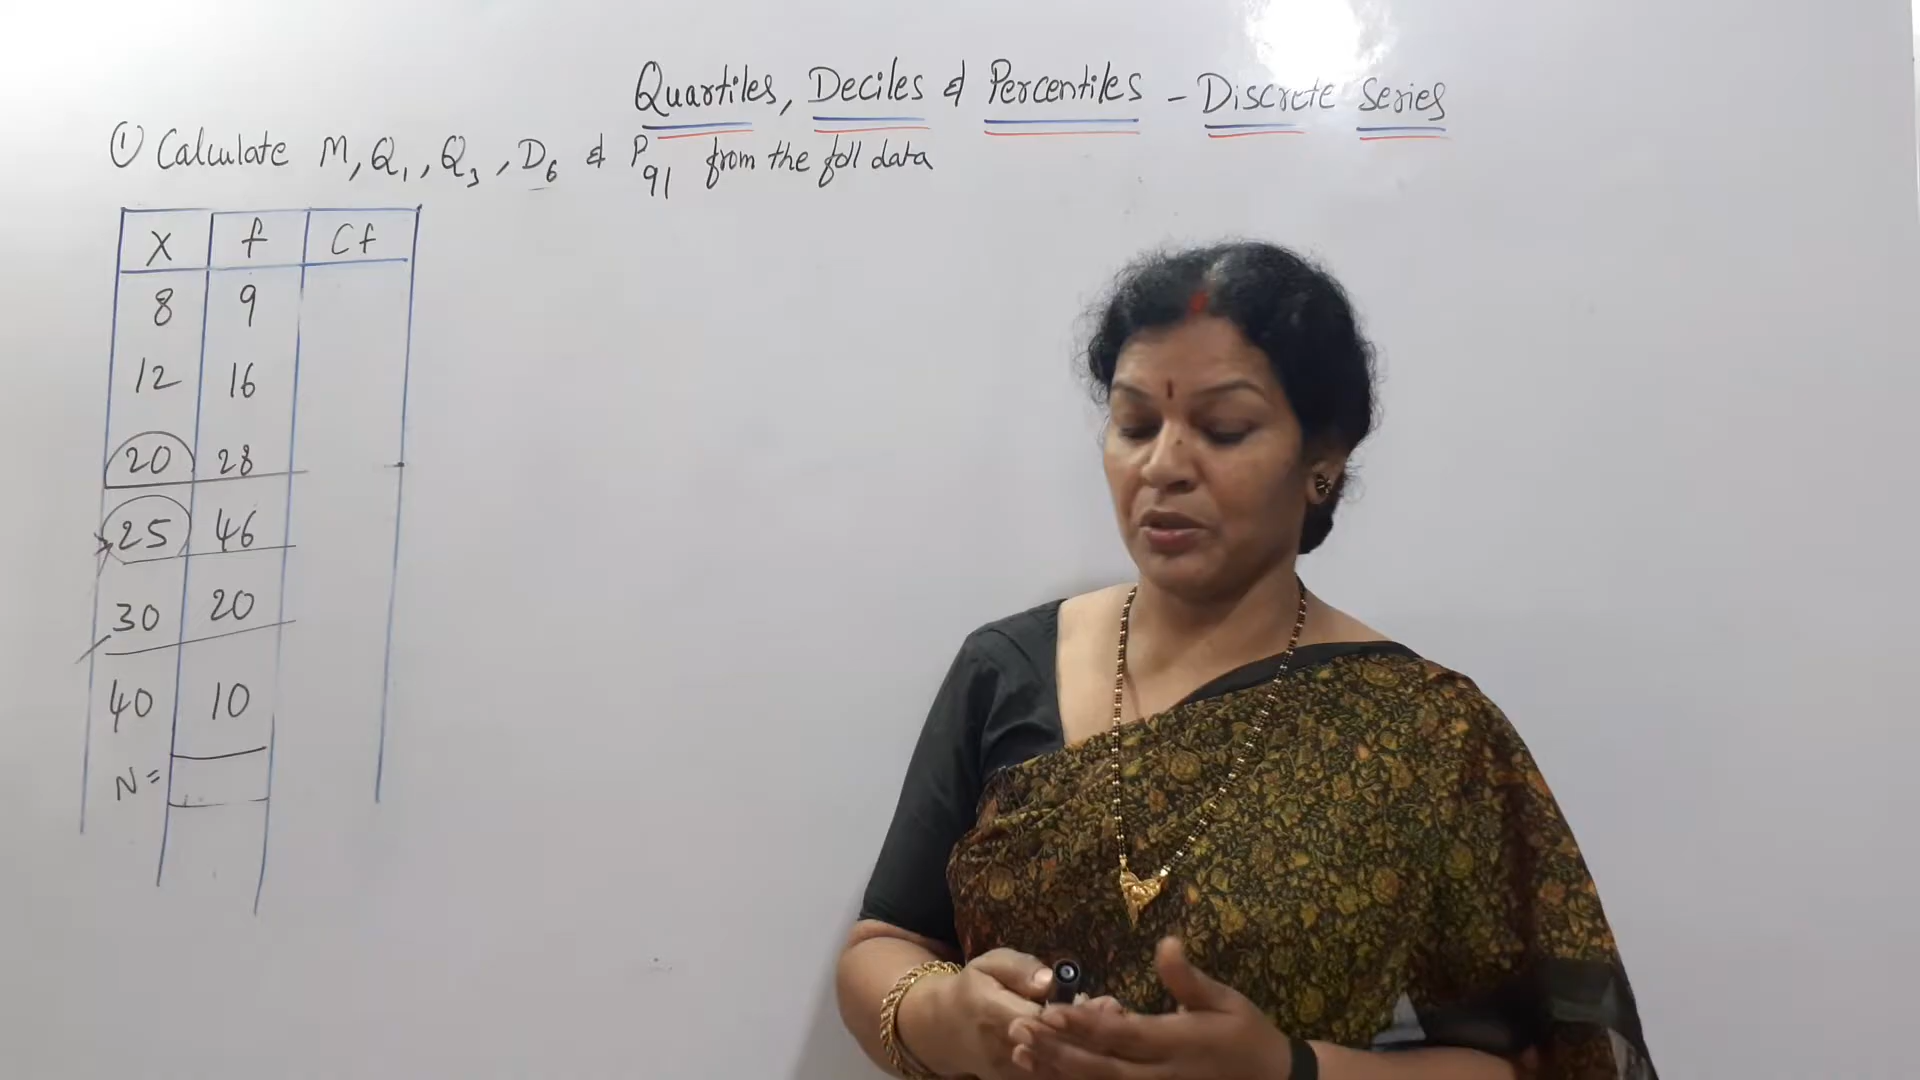 Quartiles, Deciles & Percentiles - Discrete Series
① Calculate M, Q₁, Q₃, D₆ & P₉₁ from the foll data
X f Cf
8 9
12 16
20 28
25 46
30 20
40 10
N =